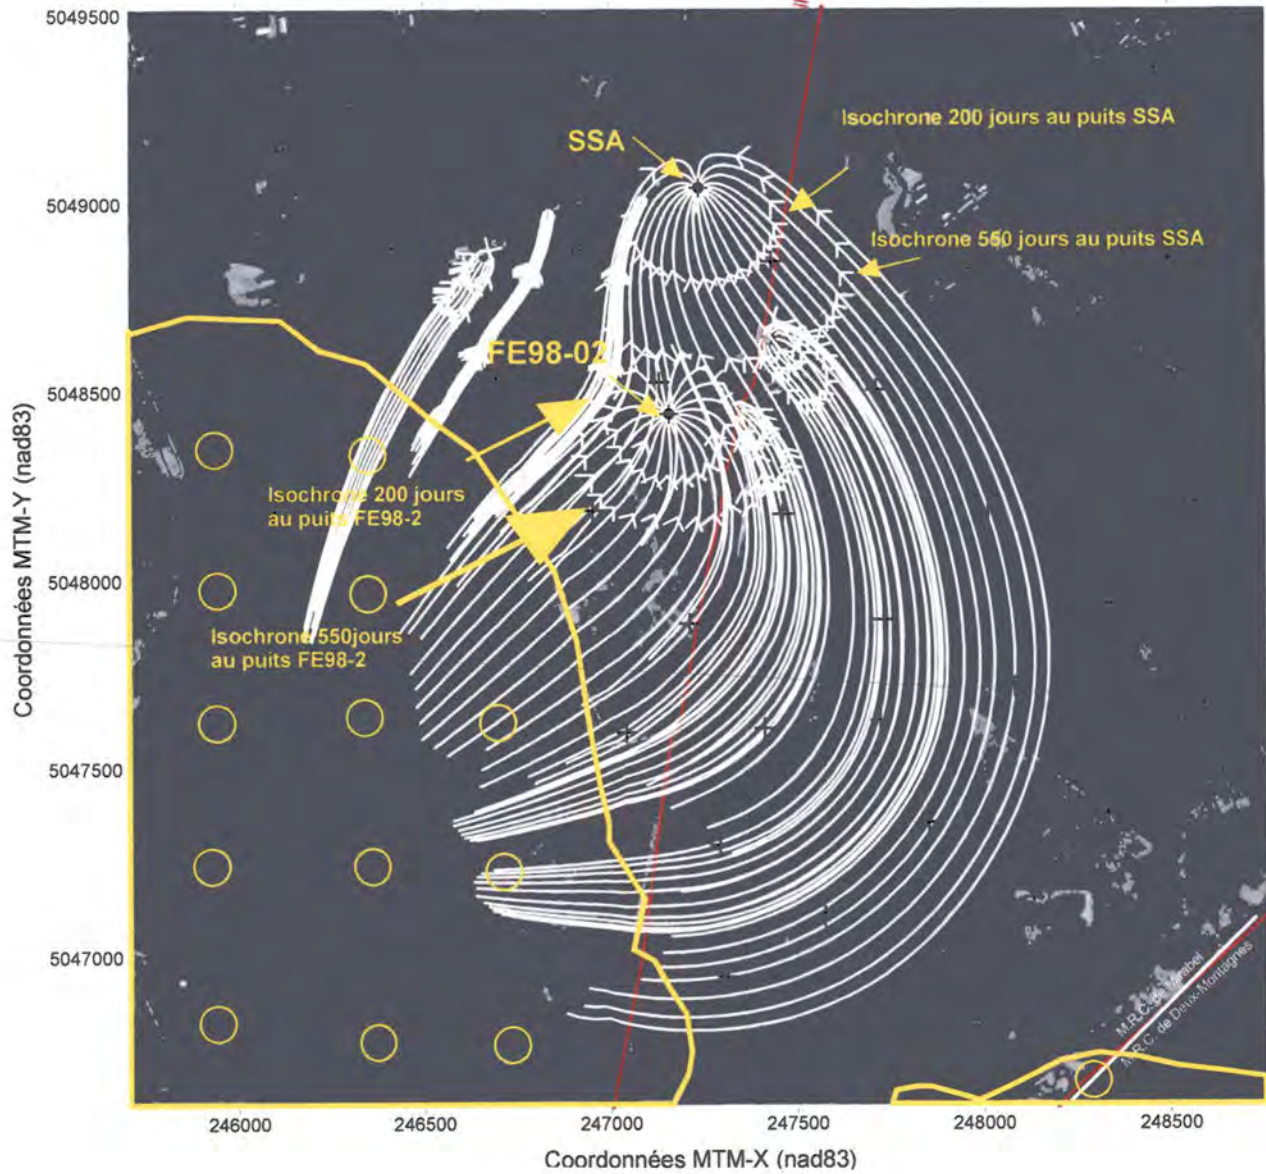 5049500
Isochrone 200 jours au puits SSA
SSA
5049000
Isochrone 550 jours au puits SSA
FE98-02
5048500
Isochrone 200 jours
au puits FE98-2
5048000
Isochrone 550jours
au puits FE98-2
Coordonnées MTM-Y (nad83)
5047500
5047000
M.R.C. de Mirabel
M.R.C. de Deux-Montagnes
246000
246500
247000
247500
248000
248500
Coordonnées MTM-X (nad83)